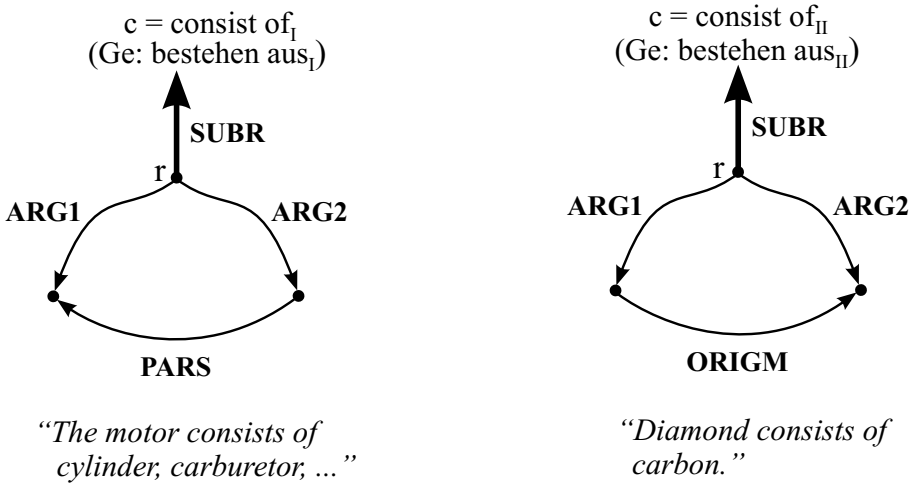 c = consist of_I
(Ge: bestehen aus_I)
SUBR
r
ARG1
ARG2
PARS
“The motor consists of
cylinder, carburetor, ...”
c = consist of_II
(Ge: bestehen aus_II)
SUBR
r
ARG1
ARG2
ORIGM
“Diamond consists of
carbon.”